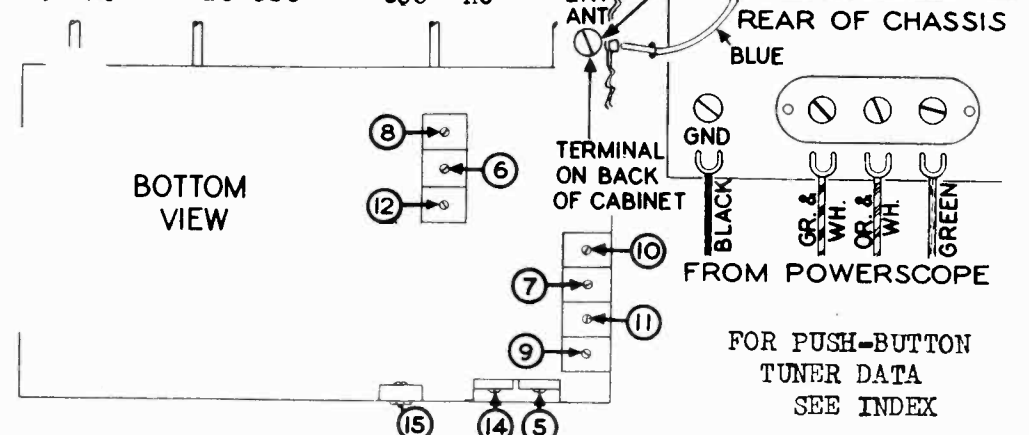 ANT
REAR OF CHASSIS
BLUE
8
6
12
BOTTOM
VIEW
TERMINAL
ON BACK
OF CABINET
GND
BLACK
GR. &
WH.
OR. &
WH.
GREEN
FROM POWERSCOPE
10
7
11
9
15
14
5
FOR PUSH-BUTTON
TUNER DATA
SEE INDEX